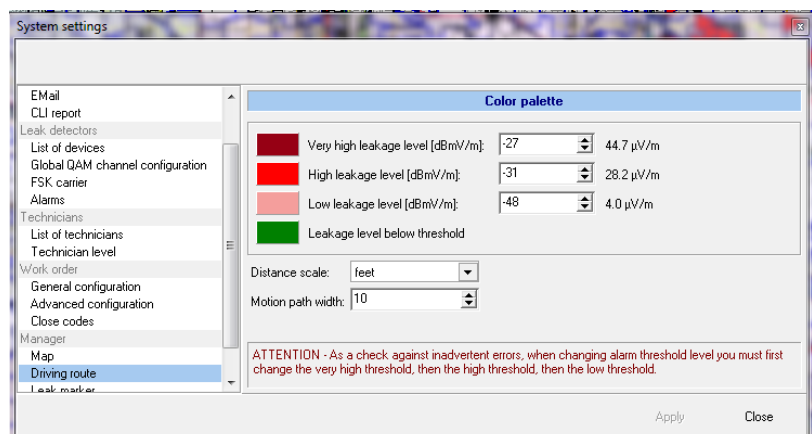 System settings
EMail
CLI report
Leak detectors
List of devices
Global QAM channel configuration
FSK carrier
Alarms
Technicians
List of technicians
Technician level
Work order
General configuration
Advanced configuration
Close codes
Manager
Map
Driving route
Leak marker
Color palette
Very high leakage level [dBmV/m]: -27 44.7 µV/m
High leakage level [dBmV/m]: -31 28.2 µV/m
Low leakage level [dBmV/m]: -48 4.0 µV/m
Leakage level below threshold
Distance scale: feet
Motion path width: 10
ATTENTION - As a check against inadvertent errors, when changing alarm threshold level you must first
change the very high threshold, then the high threshold, then the low threshold.
Apply Close